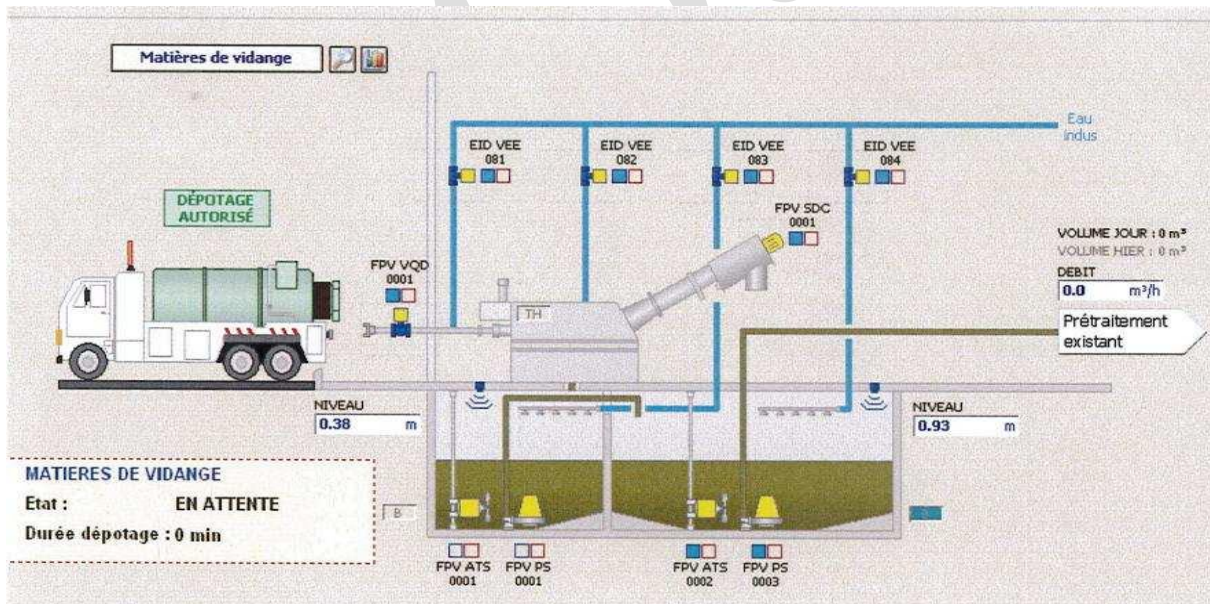 Matières de vidange
Eau
indus
EID VEE
081
EID VEE
082
EID VEE
083
EID VEE
084
DÉPOTAGE
AUTORISÉ
FPV SDC
0001
FPV VQD
0001
VOLUME JOUR : 0 m³
VOLUME HIER : 0 m³
DEBIT
0.0 m³/h
TH
Prétraitement
existant
NIVEAU
0.38 m
NIVEAU
0.93 m
MATIERES DE VIDANGE
Etat : EN ATTENTE
Durée dépotage : 0 min
B
FPV ATS
0001
FPV PS
0001
FPV ATS
0002
FPV PS
0003